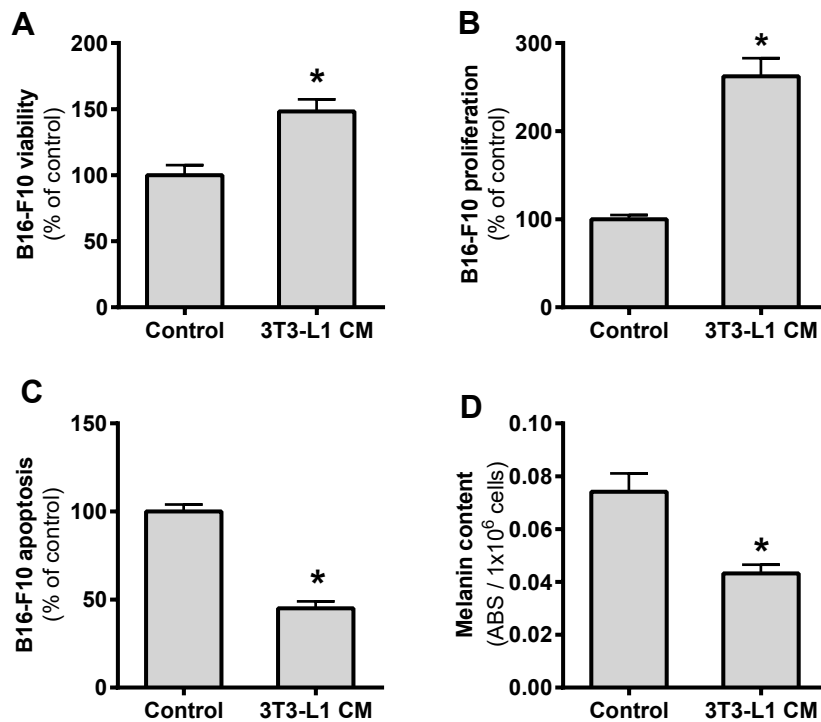 A
B16-F10 viability
(% of control)
200
150
100
50
0
*
Control 3T3-L1 CM
B
B16-F10 proliferation
(% of control)
300
200
100
0
*
Control 3T3-L1 CM
C
B16-F10 apoptosis
(% of control)
150
100
50
0
*
Control 3T3-L1 CM
D
Melanin content
(ABS / 1x10⁶ cells)
0.10
0.08
0.06
0.04
0.02
0.00
*
Control 3T3-L1 CM